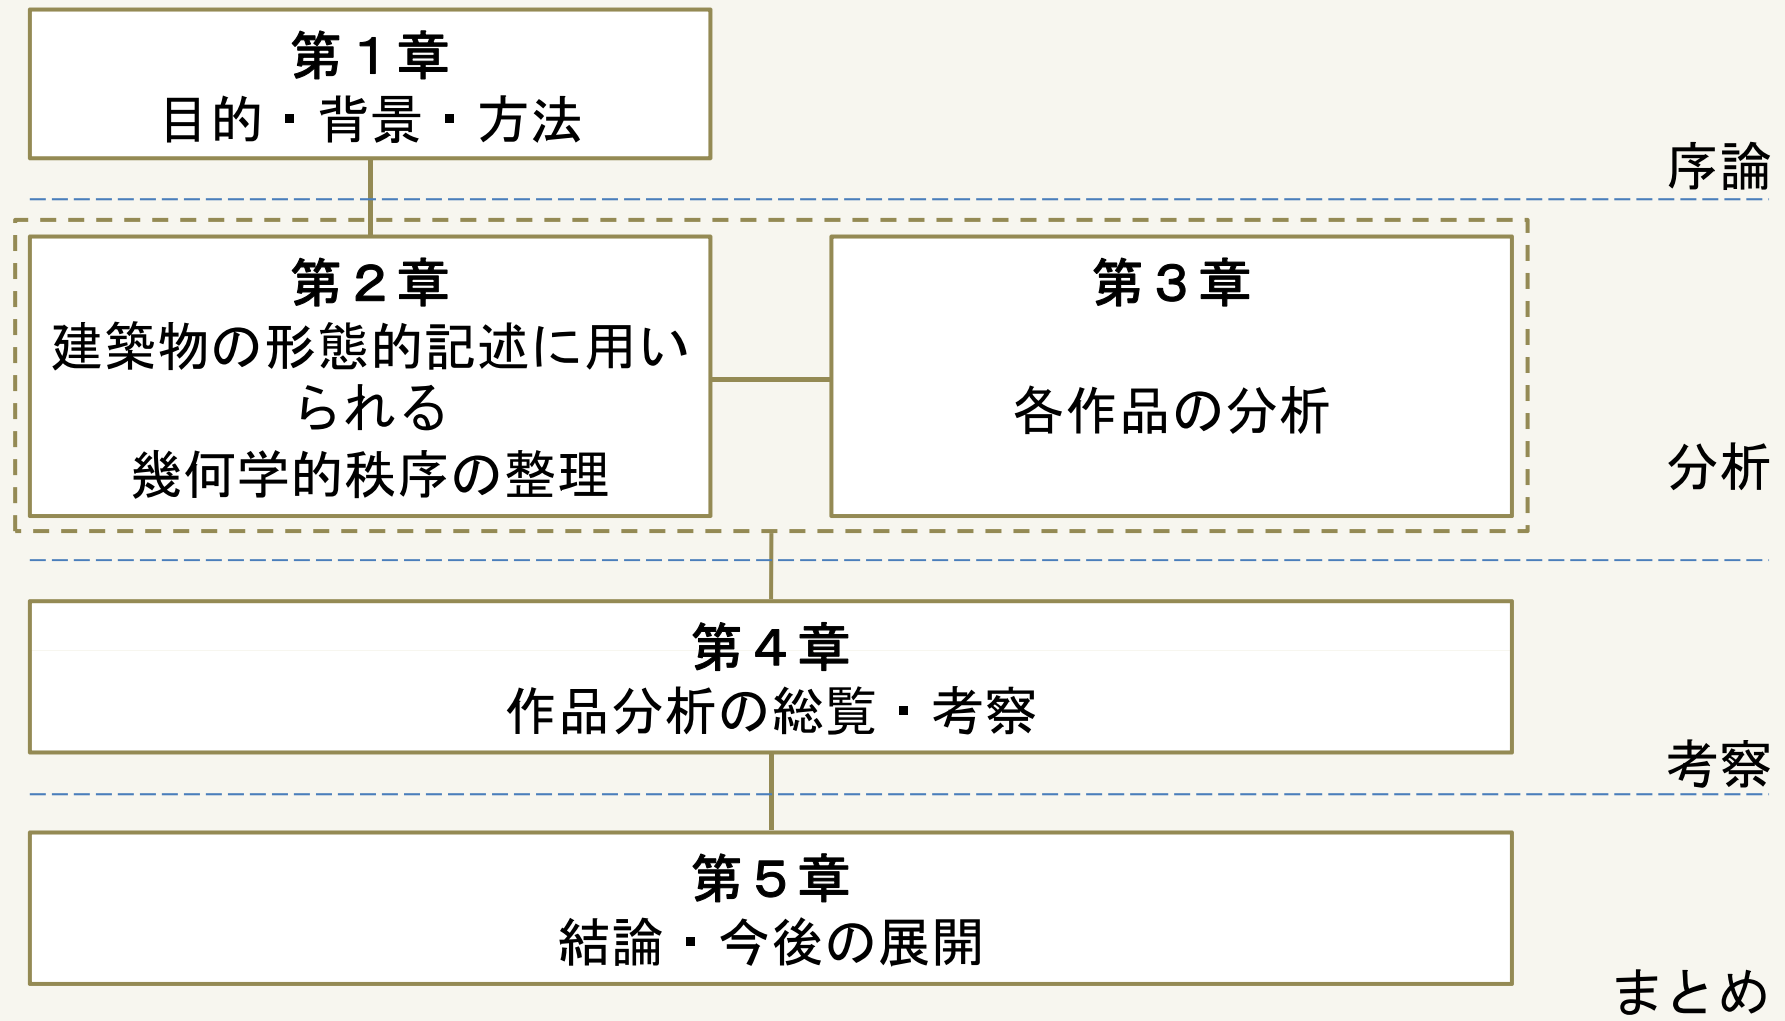 第１章
目的・背景・方法
序論
第２章
建築物の形態的記述に用い
られる
幾何学的秩序の整理
第３章
各作品の分析
分析
第４章
作品分析の総覧・考察
考察
第５章
結論・今後の展開
まとめ